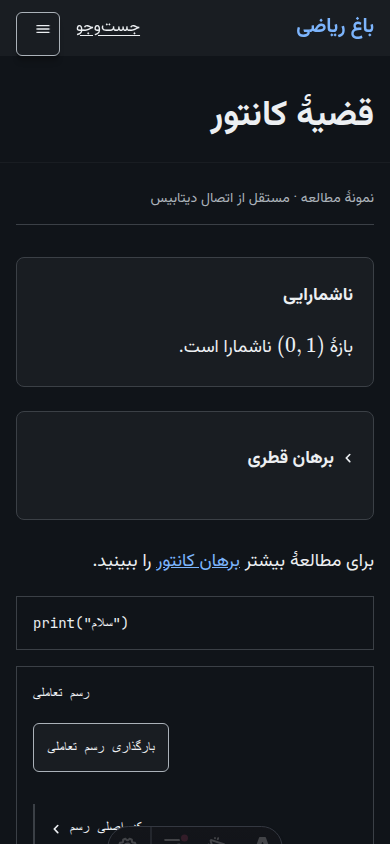 باغ ریاضی
جست‌وجو
قضیهٔ کانتور
نمونهٔ مطالعه · مستقل از اتصال دیتابیس
ناشمارایی
بازهٔ (0, 1) ناشمارا است.
برهان قطری
برای مطالعهٔ بیشتر برهان کانتور را ببینید.
print("سلام")
رسم تعاملی
بارگذاری رسم تعاملی
رسم